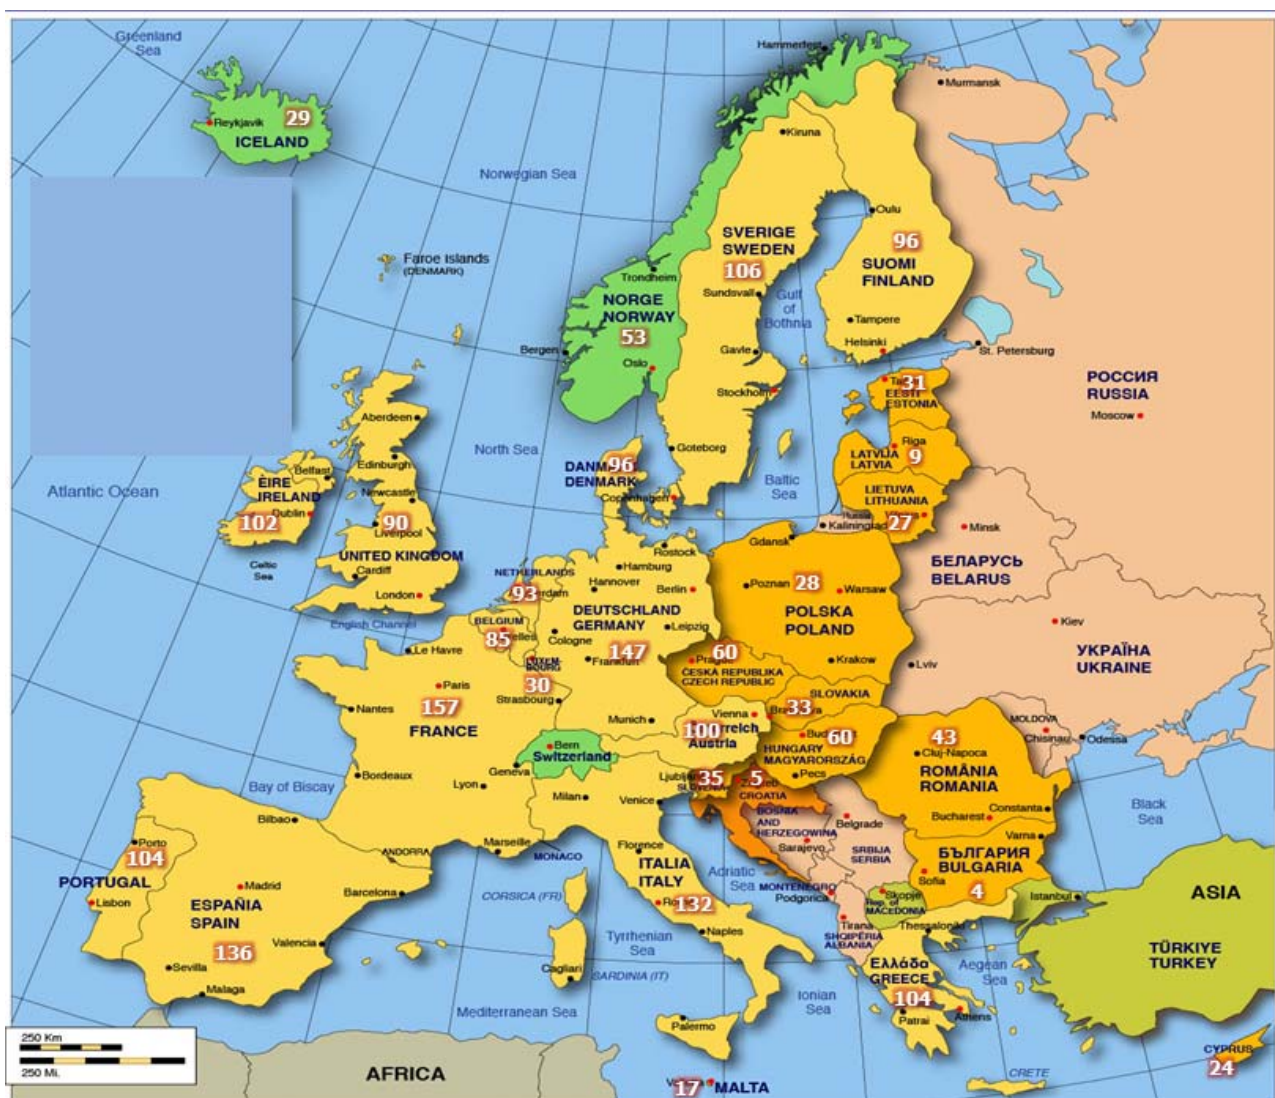 Greenland
Sea
Hammerfest
Murmansk
29
Reykjavik
ICELAND
Kiruna
Norwegian Sea
Oulu
SVERIGE
SWEDEN
106
96
SUOMI
FINLAND
Faroe islands
(DENMARK)
Trondheim
Sundsvall
Gulf
of
Bothnia
NORGE
NORWAY
53
Tampere
Helsinki
St. Petersburg
Bergen
Gavle
Oslo
Stockholm
31
EESTI
ESTONIA
РОССИЯ
RUSSIA
Moscow
Aberdeen
North Sea
Goteborg
Riga
LATVIJA
LATVIA
9
Edinburgh
Belfast
96
DENMARK
Copenhagen
Baltic
Sea
LIETUVA
LITHUANIA
Russia
27
Kaliningrad
Minsk
Atlantic Ocean
ÈIRE
IRELAND
Dublin
102
Newcastle
90
Liverpool
Gdansk
Rostock
БЕЛАРУСЬ
BELARUS
Celtic
Sea
UNITED KINGDOM
Cardiff
London
English Channel
NETHERLANDS
93
Hamburg
Hannover
Berlin
Poznan
28
Warsaw
POLSKA
POLAND
BELGIUM
85
DEUTSCHLAND
GERMANY
Leipzig
Cologne
Frankfurt
147
Kiev
УКРАЇНА
UKRAINE
Le Havre
LUXEM-
BOURG
30
60
Prague
ČESKA REPUBLIKA
CZECH REPUBLIC
Krakow
Lviv
Paris
157
Nantes
FRANCE
Strasbourg
Munich
SLOVAKIA
33
Vienna
100
Austria
MOLDOVA
Chisinau
Odessa
Bern
Switzerland
Geneva
60
HUNGARY
MAGYARORSZÁG
Pecs
43
Cluj-Napoca
ROMÂNIA
ROMANIA
Bay of Biscay
Bordeaux
Lyon
Milan
Venice
35
5
CROATIA
BOSNIA
AND
HERZEGOWINA
Sarajevo
Belgrade
Bucharest
Constanta
Black
Sea
Bilbao
Marseille
MONACO
Florence
SRBIJA
SERBIA
Varna
БЪЛГАРИЯ
BULGARIA
Sofia
4
Porto
104
PORTUGAL
Lisbon
ANDORRA
Madrid
Barcelona
ESPAÑIA
SPAIN
CORSICA (FR)
ITALIA
ITALY
132
Adriatic
Sea
MONTENEGRO
Podgorica
Skopje
Rep. of
MACEDONIA
Istanbul
ASIA
Valencia
136
Naples
Tyrrhenian
Sea
Tirana
SHQIPËRIA
ALBANIA
Thessaloniki
TÜRKIYE
TURKEY
Sevilla
Malaga
Cagliari
SARDINIA (IT)
Ελλάδα
GREECE
104
Aegean
Sea
Mediterranean Sea
Palermo
Ionian
Sea
Patrai
Athens
250 Km
250 Mi.
AFRICA
17
MALTA
CRETE
CYPRUS
24